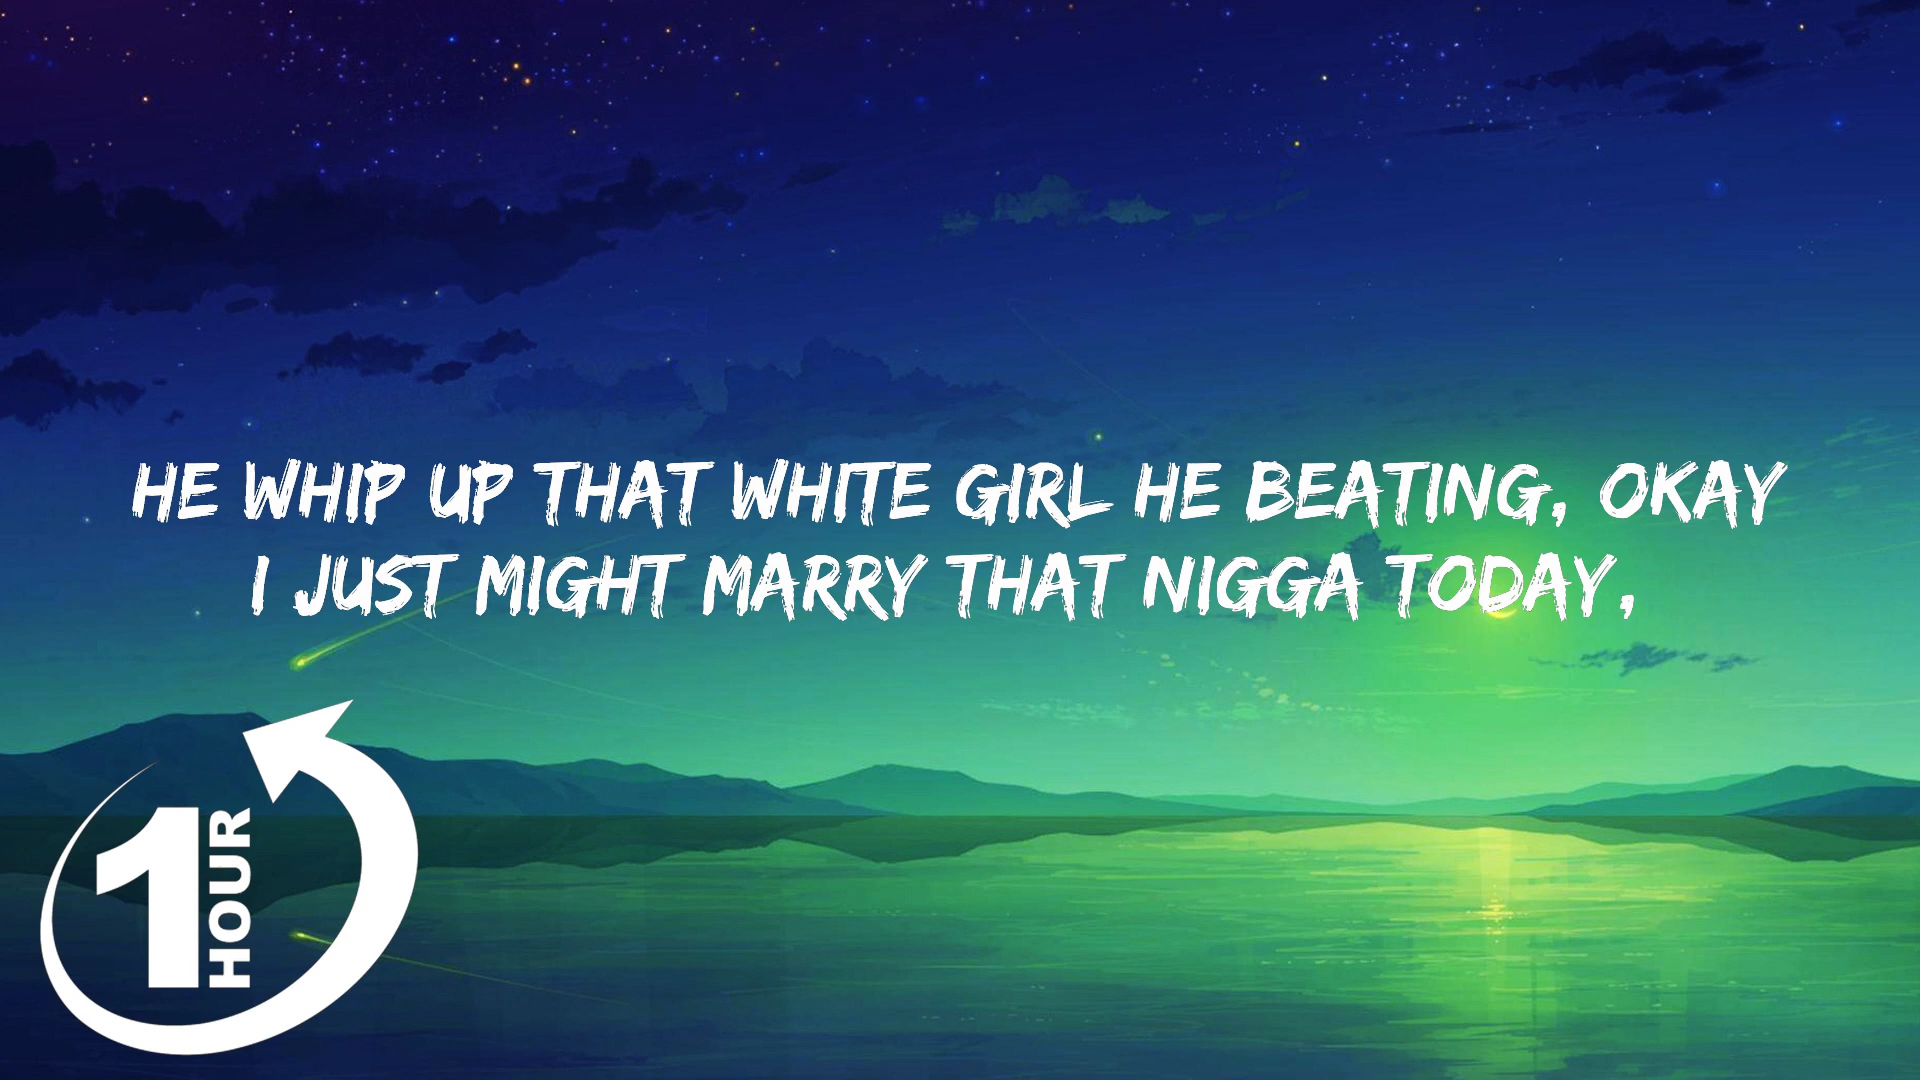 HE WHIP UP THAT WHITE GIRL HE BEATING, OKAY
I JUST MIGHT MARRY THAT NIGGA TODAY,
1
HOUR